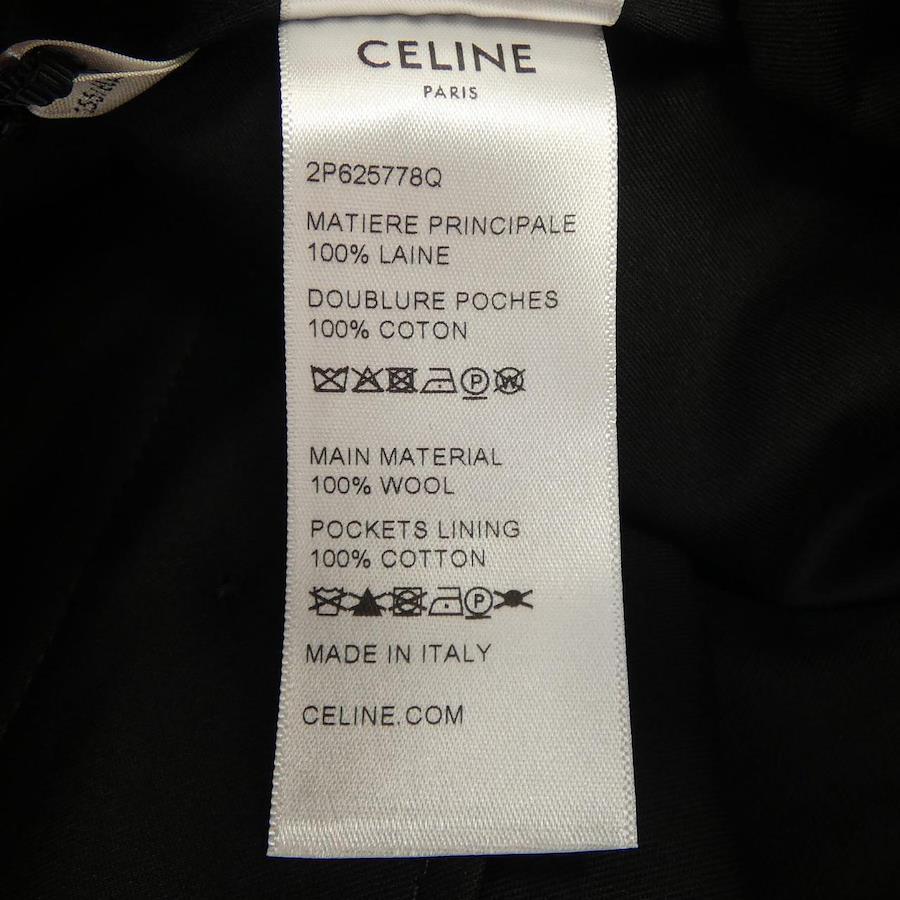 CELINE
PARIS
2P625778Q
MATIERE PRINCIPALE
100% LAINE
DOUBLURE POCHES
100% COTON
P W
MAIN MATERIAL
100% WOOL
POCKETS LINING
100% COTTON
P
MADE IN ITALY
CELINE.COM